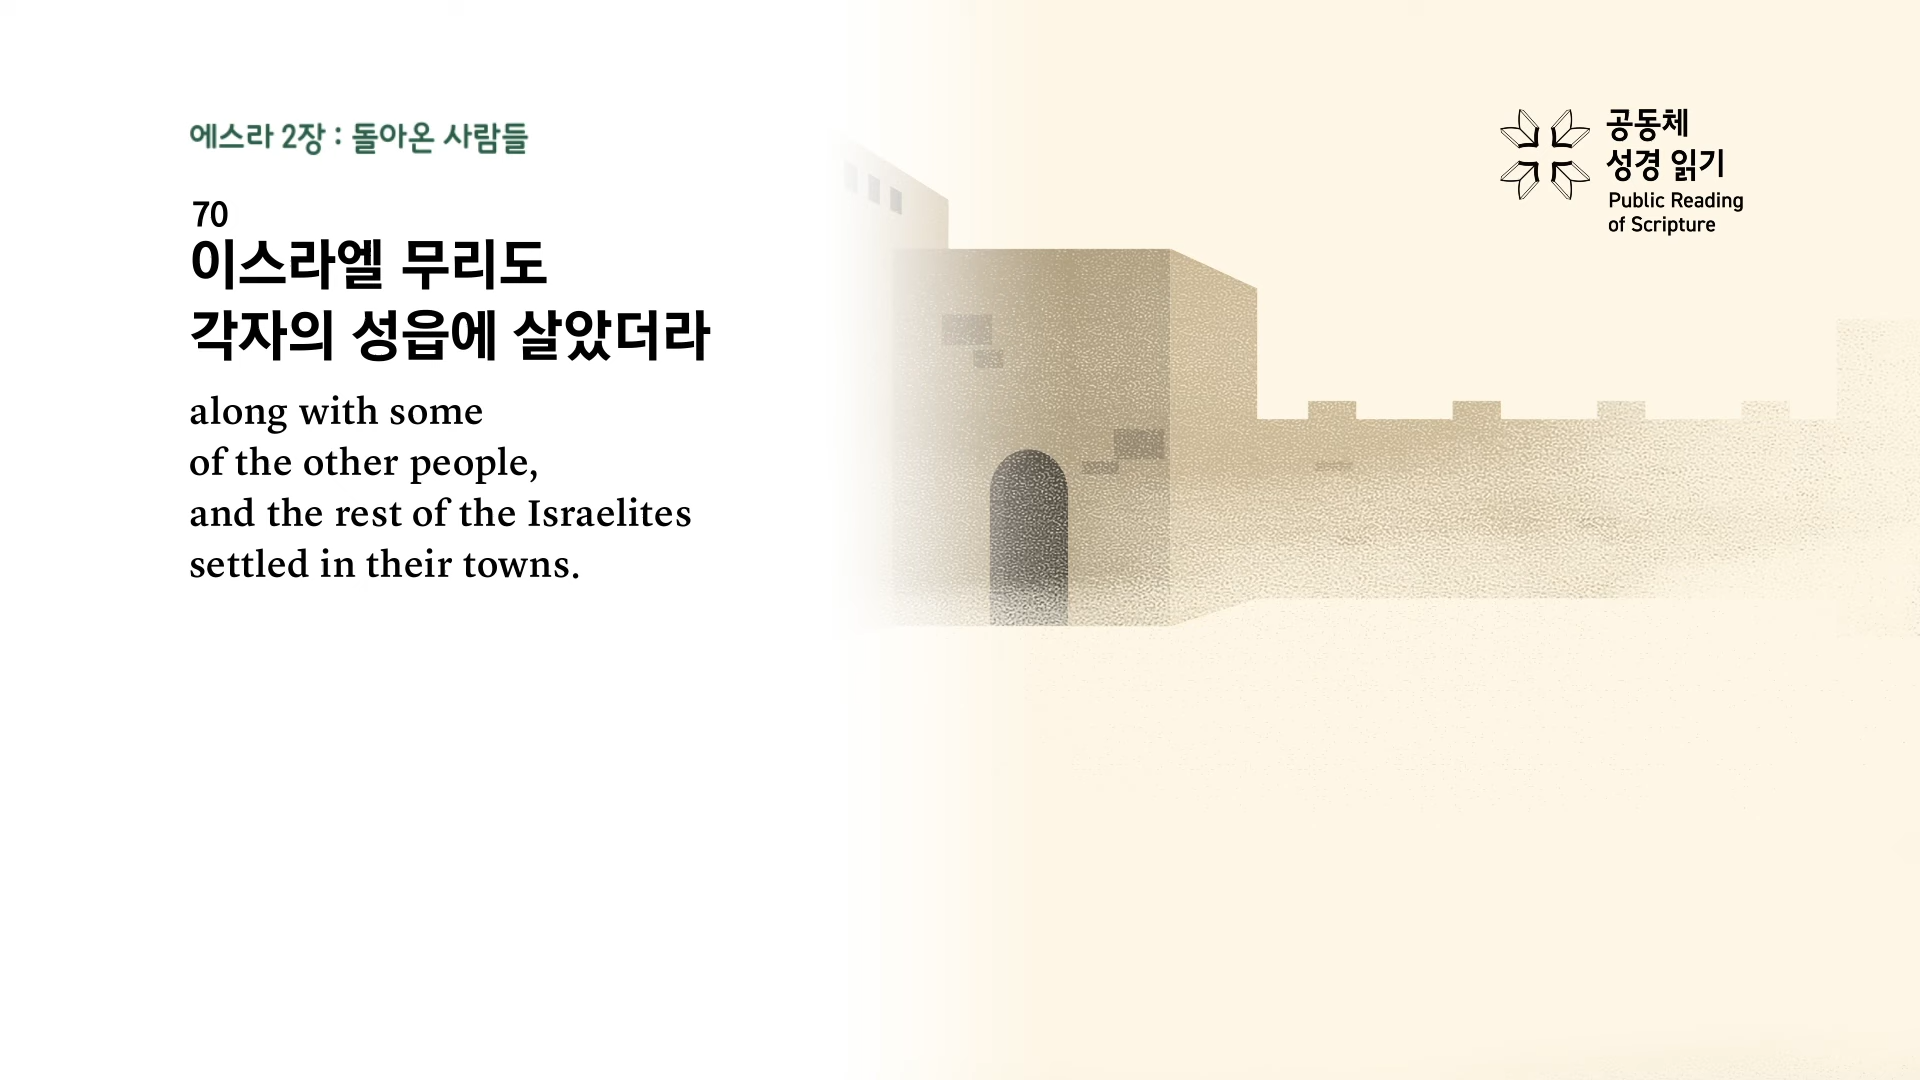 에스라 2장 : 돌아온 사람들
70
이스라엘 무리도
각자의 성읍에 살았더라
along with some
of the other people,
and the rest of the Israelites
settled in their towns.
공동체
성경 읽기
Public Reading
of Scripture